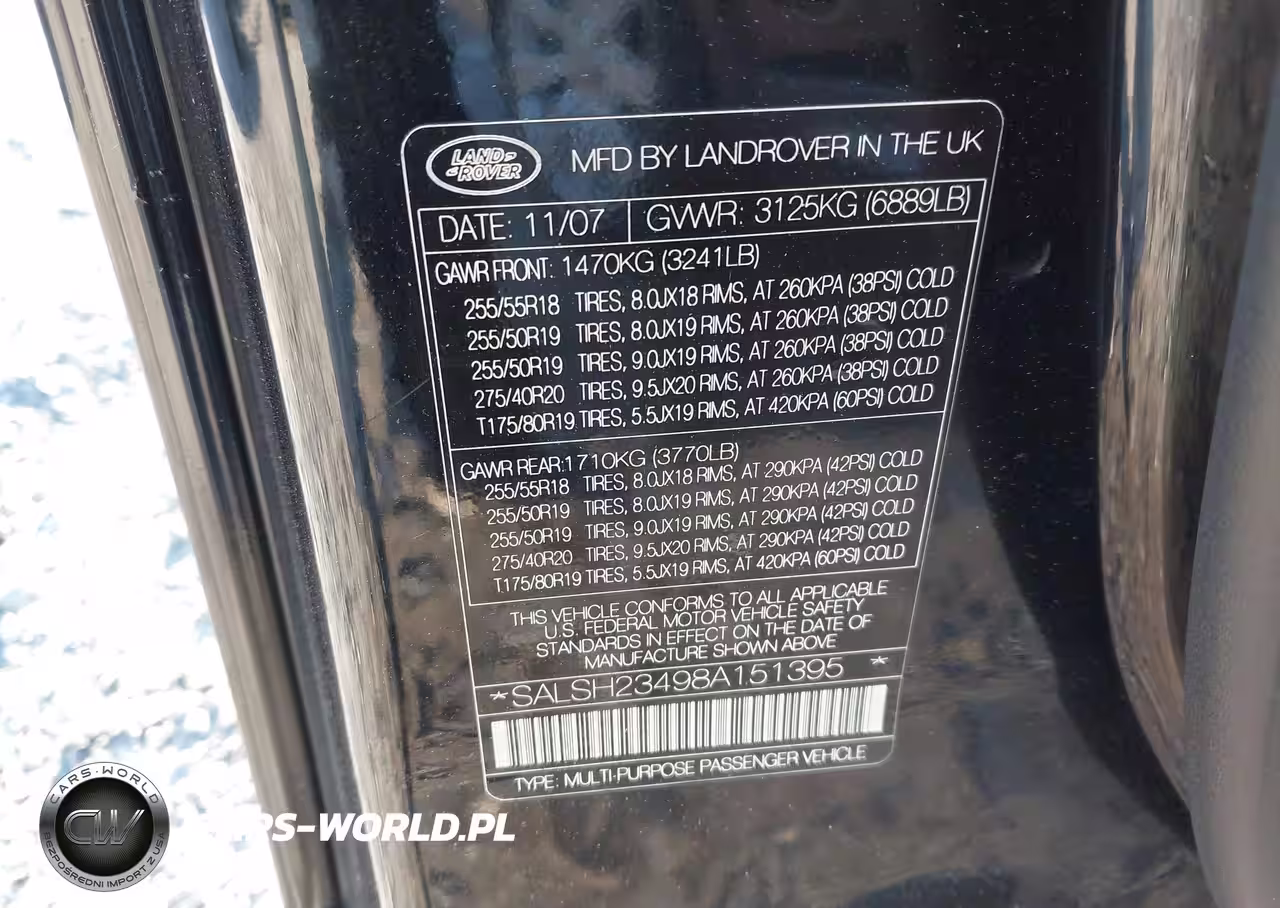 LAND-
-ROVER
MFD BY LANDROVER IN THE UK
DATE: 11/07 GVWR: 3125KG (6889LB)
GAWR FRONT: 1470KG (3241LB)
255/55R18 TIRES, 8.0JX18 RIMS, AT 260KPA (38PSI) COLD
255/50R19 TIRES, 8.0JX19 RIMS, AT 260KPA (38PSI) COLD
255/50R19 TIRES, 9.0JX19 RIMS, AT 260KPA (38PSI) COLD
275/40R20 TIRES, 9.5JX20 RIMS, AT 260KPA (38PSI) COLD
T175/80R19 TIRES, 5.5JX19 RIMS, AT 420KPA (60PSI) COLD
GAWR REAR:1710KG (3770LB)
255/55R18 TIRES, 8.0JX18 RIMS, AT 290KPA (42PSI) COLD
255/50R19 TIRES, 8.0JX19 RIMS, AT 290KPA (42PSI) COLD
255/50R19 TIRES, 9.0JX19 RIMS, AT 290KPA (42PSI) COLD
275/40R20 TIRES, 9.5JX20 RIMS, AT 290KPA (42PSI) COLD
T175/80R19 TIRES, 5.5JX19 RIMS, AT 420KPA (60PSI) COLD
THIS VEHICLE CONFORMS TO ALL APPLICABLE
U.S. FEDERAL MOTOR VEHICLE SAFETY
STANDARDS IN EFFECT ON THE DATE OF
MANUFACTURE SHOWN ABOVE
*SALSH23498A151395 *
TYPE: MULTI-PURPOSE PASSENGER VEHICLE
CARS-WORLD
CW
BEZPOŚREDNI IMPORT Z USA
CARS-WORLD.PL